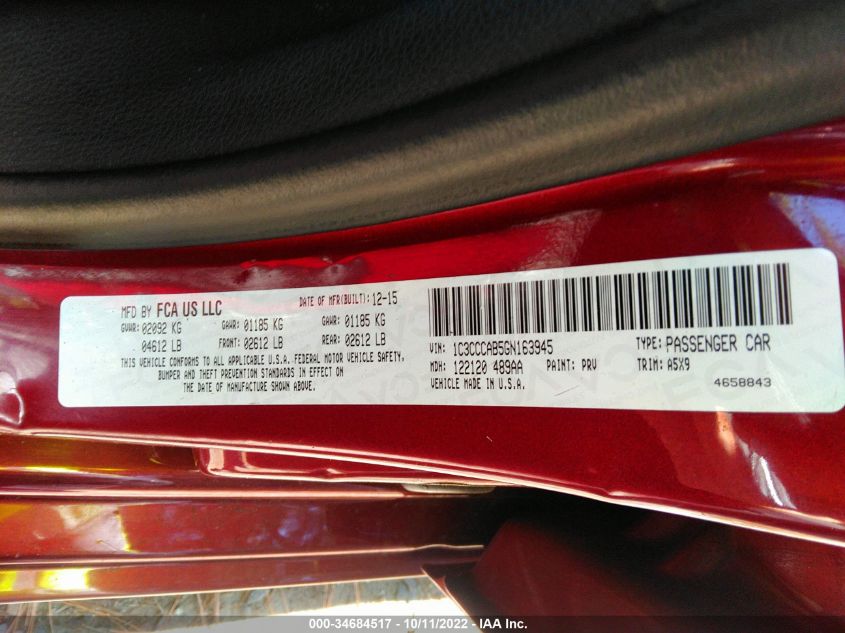 MFD BY FCA US LLC
DATE OF MFR(BUILT): 12-15
GVWR: 02092 KG GAWR: 01185 KG GAWR: 01185 KG
04612 LB FRONT: 02612 LB REAR: 02612 LB
THIS VEHICLE CONFORMS TO ALL APPLICABLE U.S.A. FEDERAL MOTOR VEHICLE SAFETY,
BUMPER AND THEFT PREVENTION STANDARDS IN EFFECT ON
THE DATE OF MANUFACTURE SHOWN ABOVE.
VIN: 1C3CCCAB5GN163945 TYPE: PASSENGER CAR
MDH: 122120 489AA PAINT: PRV TRIM: A5X9
VEHICLE MADE IN U.S.A. 4658843
000-34684517 - 10/11/2022 - IAA Inc.